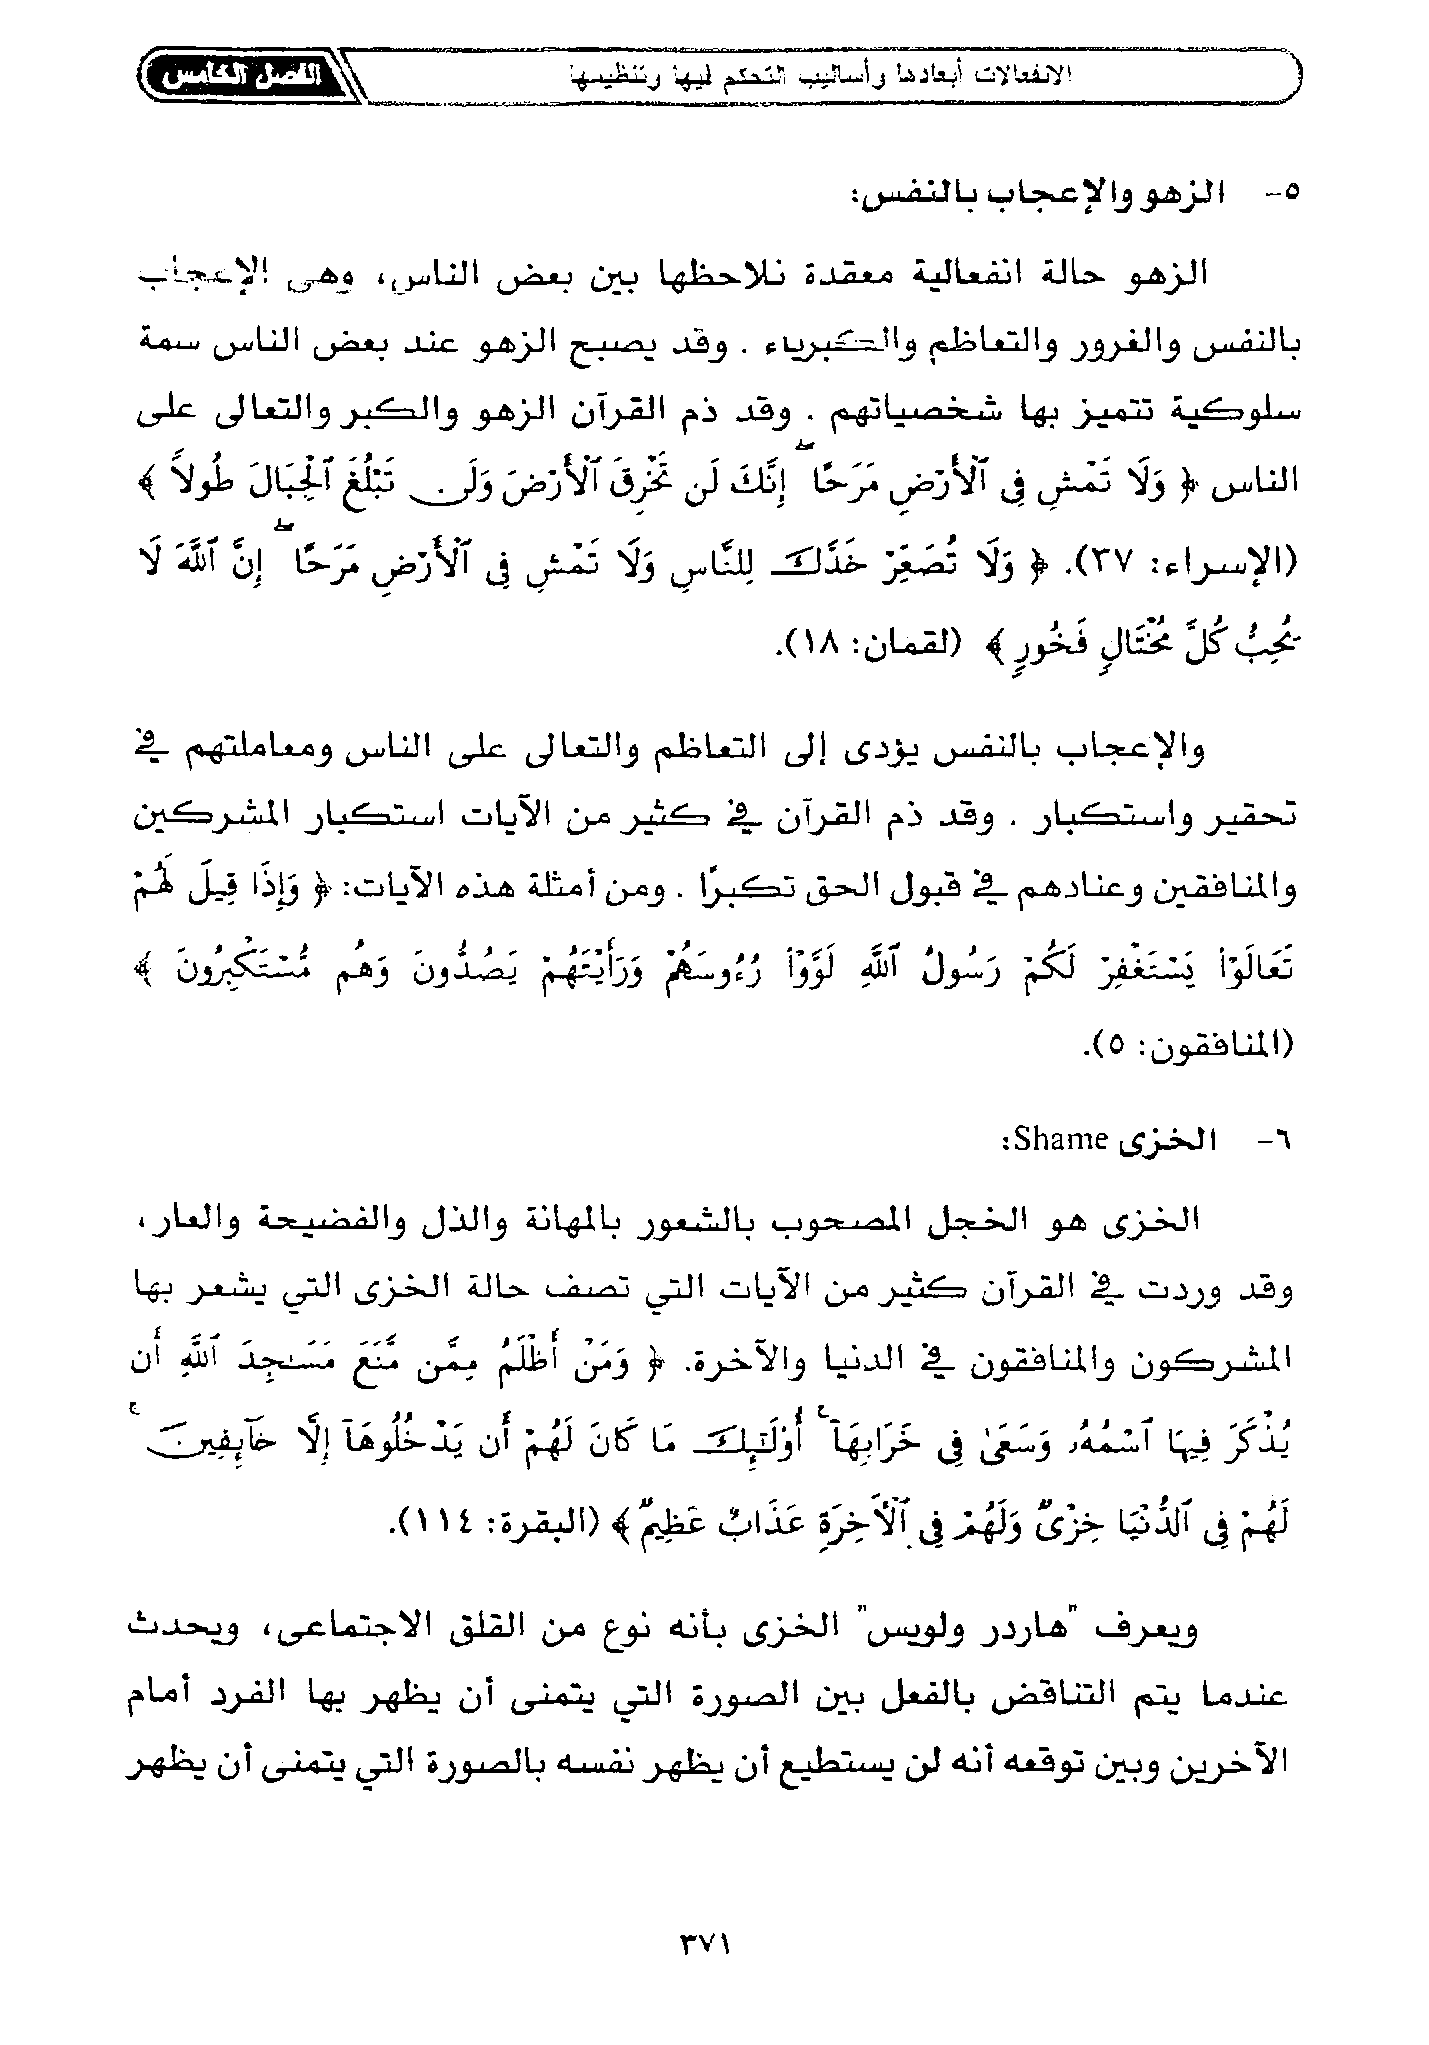 الانفعالات أبعادها وأساليب التحكم فيها وتنظيمها
الفصل الخامس
٥- الزهو والإعجاب بالنفس:
الزهو حالة انفعالية معقدة نلاحظها بين بعض الناس، وهى الإعجاب
بالنفس والغرور والتعاظم والكبرياء . وقد يصبح الزهو عند بعض الناس سمة
سلوكية تتميز بها شخصياتهم . وقد ذم القرآن الزهو والكبر والتعالى على
الناس ﴿ وَلَا تَمْشِ فِى ٱلْأَرْضِ مَرَحًا ۖ إِنَّكَ لَن تَخْرِقَ ٱلْأَرْضَ وَلَن تَبْلُغَ ٱلْجِبَالَ طُولاً ﴾
(الإسراء: ٣٧). ﴿ وَلَا تُصَعِّرْ خَدَّكَ لِلنَّاسِ وَلَا تَمْشِ فِى ٱلْأَرْضِ مَرَحًا ۖ إِنَّ ٱللَّهَ لَا
يُحِبُّ كُلَّ مُخْتَالٍ فَخُورٍ ﴾ (لقمان: ١٨).
والإعجاب بالنفس يؤدى إلى التعاظم والتعالى على الناس ومعاملتهم في
تحقير واستكبار . وقد ذم القرآن في كثير من الآيات استكبار المشركين
والمنافقين وعنادهم في قبول الحق تكبرًا . ومن أمثلة هذه الآيات: ﴿ وَإِذَا قِيلَ لَهُمْ
تَعَالَوْا۟ يَسْتَغْفِرْ لَكُمْ رَسُولُ ٱللَّهِ لَوَّوْا۟ رُءُوسَهُمْ وَرَأَيْتَهُمْ يَصُدُّونَ وَهُم مُّسْتَكْبِرُونَ ﴾
(المنافقون: ٥).
٦- الخزى Shame:
الخزى هو الخجل المصحوب بالشعور بالمهانة والذل والفضيحة والعار،
وقد وردت في القرآن كثير من الآيات التي تصف حالة الخزى التي يشعر بها
المشركون والمنافقون في الدنيا والآخرة. ﴿ وَمَنْ أَظْلَمُ مِمَّن مَّنَعَ مَسَـٰجِدَ ٱللَّهِ أَن
يُذْكَرَ فِيهَا ٱسْمُهُۥ وَسَعَىٰ فِى خَرَابِهَآ ۚ أُو۟لَـٰٓئِكَ مَا كَانَ لَهُمْ أَن يَدْخُلُوهَآ إِلَّا خَآئِفِينَ ۚ
لَهُمْ فِى ٱلدُّنْيَا خِزْىٌ وَلَهُمْ فِى ٱلْأَخِرَةِ عَذَابٌ عَظِيمٌ ﴾ (البقرة: ١١٤).
ويعرف "هاردر ولويس" الخزى بأنه نوع من القلق الاجتماعى، ويحدث
عندما يتم التناقض بالفعل بين الصورة التي يتمنى أن يظهر بها الفرد أمام
الآخرين وبين توقعه أنه لن يستطيع أن يظهر نفسه بالصورة التي يتمنى أن يظهر
٣٧١